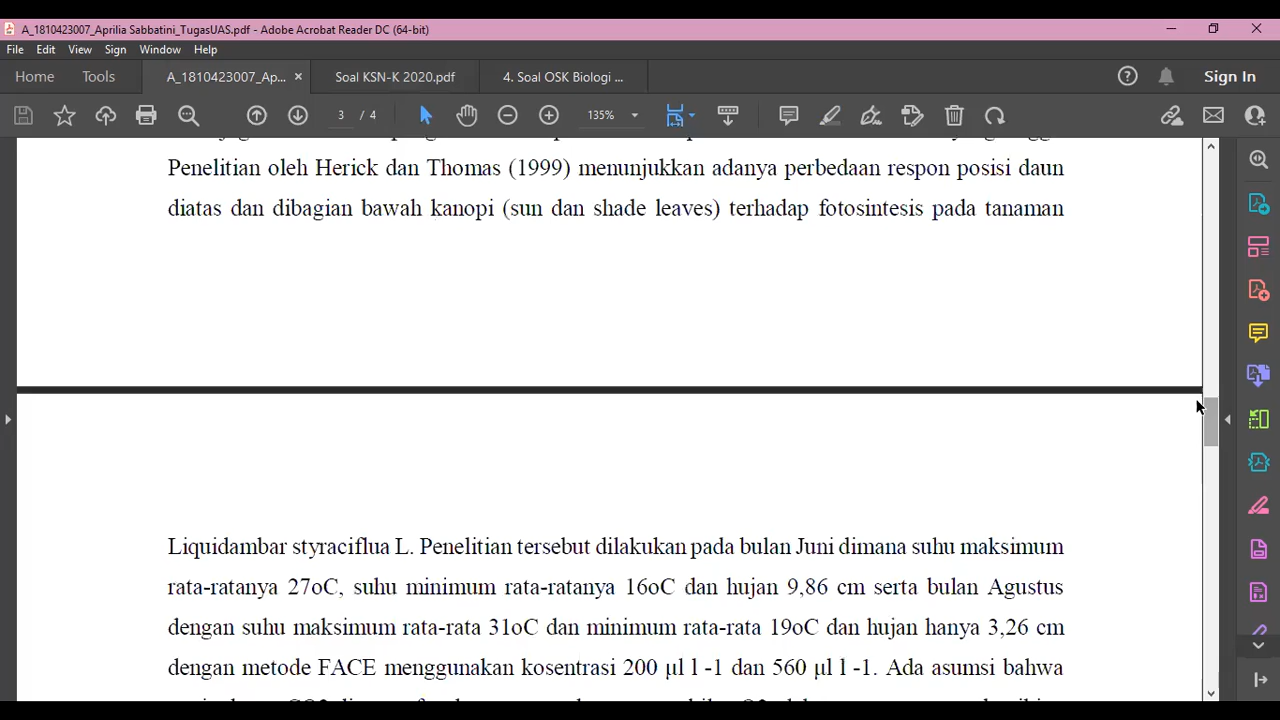 A_1810423007_Aprilia Sabbatini_TugasUAS.pdf - Adobe Acrobat Reader DC (64-bit)
File Edit View Sign Window Help
Home Tools A_1810423007_Ap... × Soal KSN-K 2020.pdf 4. Soal OSK Biologi ... Sign In
3 / 4 135%
Penelitian oleh Herick dan Thomas (1999) menunjukkan adanya perbedaan respon posisi daun
diatas dan dibagian bawah kanopi (sun dan shade leaves) terhadap fotosintesis pada tanaman
Liquidambar styraciflua L. Penelitian tersebut dilakukan pada bulan Juni dimana suhu maksimum
rata-ratanya 27oC, suhu minimum rata-ratanya 16oC dan hujan 9,86 cm serta bulan Agustus
dengan suhu maksimum rata-rata 31oC dan minimum rata-rata 19oC dan hujan hanya 3,26 cm
dengan metode FACE menggunakan kosentrasi 200 µl l -1 dan 560 µl l -1. Ada asumsi bahwa